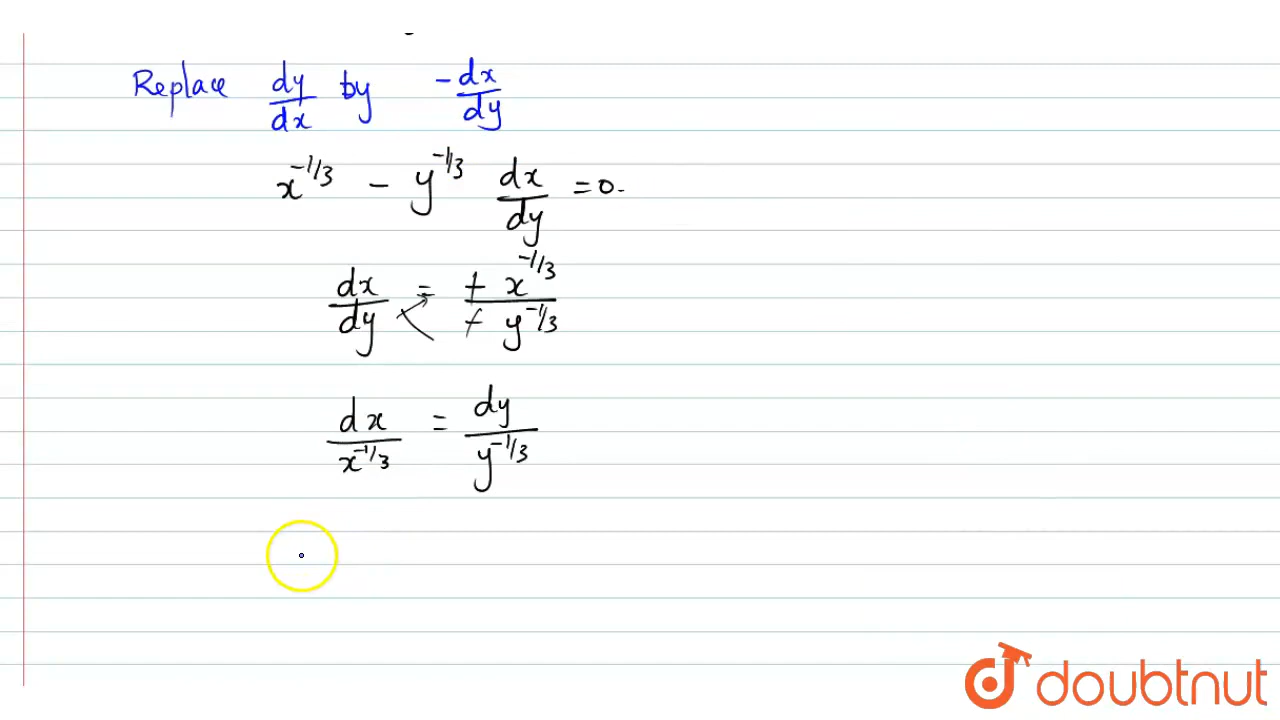 Replace dy/dx by -dx/dy
x^{-1/3} - y^{-1/3} dx/dy = 0.
dx/dy = + x^{-1/3} / + y^{-1/3}
dx/x^{-1/3} = dy/y^{-1/3}
doubtnut